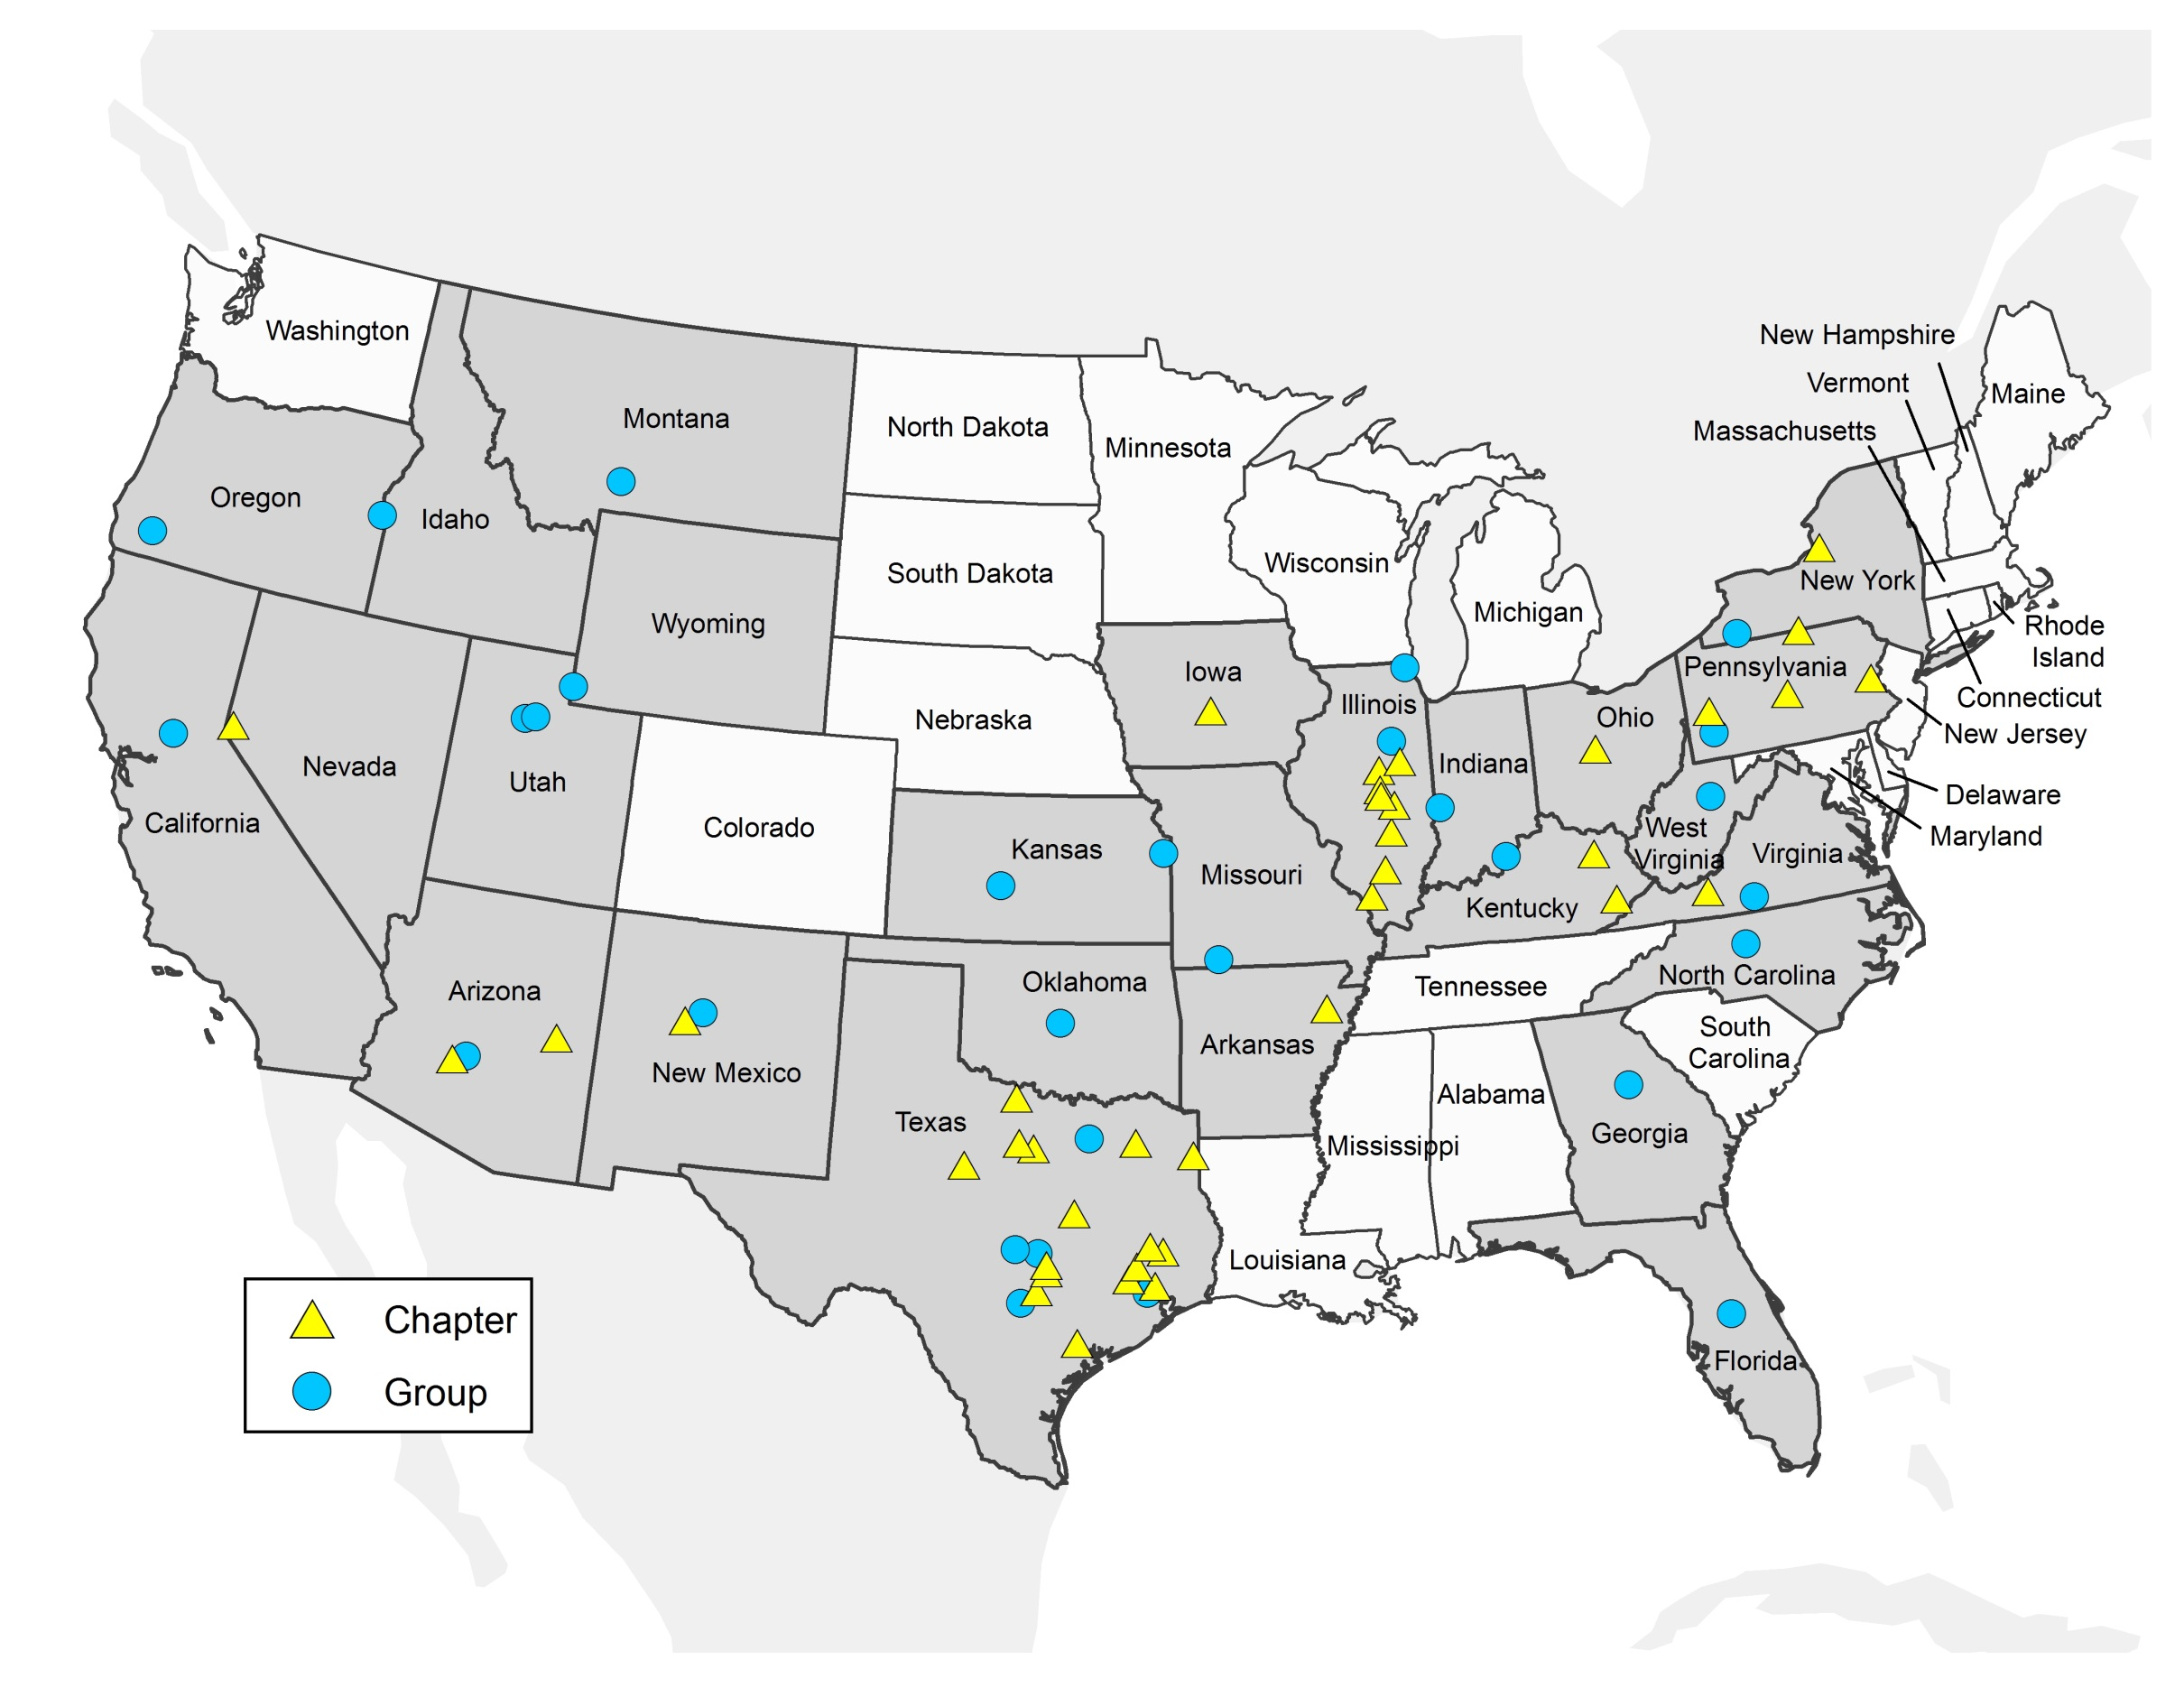 New Hampshire
Washington
Vermont
Maine
Montana
North Dakota
Massachusetts
Minnesota
Oregon
Idaho
Wisconsin
South Dakota
New York
Michigan
Wyoming
Rhode
Island
Iowa
Pennsylvania
Connecticut
Illinois
Ohio
Nebraska
New Jersey
Nevada
Indiana
Utah
Delaware
California
Colorado
West
Virginia
Maryland
Kansas
Virginia
Missouri
Kentucky
North Carolina
Oklahoma
Tennessee
Arizona
South
Carolina
Arkansas
New Mexico
Alabama
Texas
Georgia
Mississippi
Louisiana
Florida
Chapter
Group